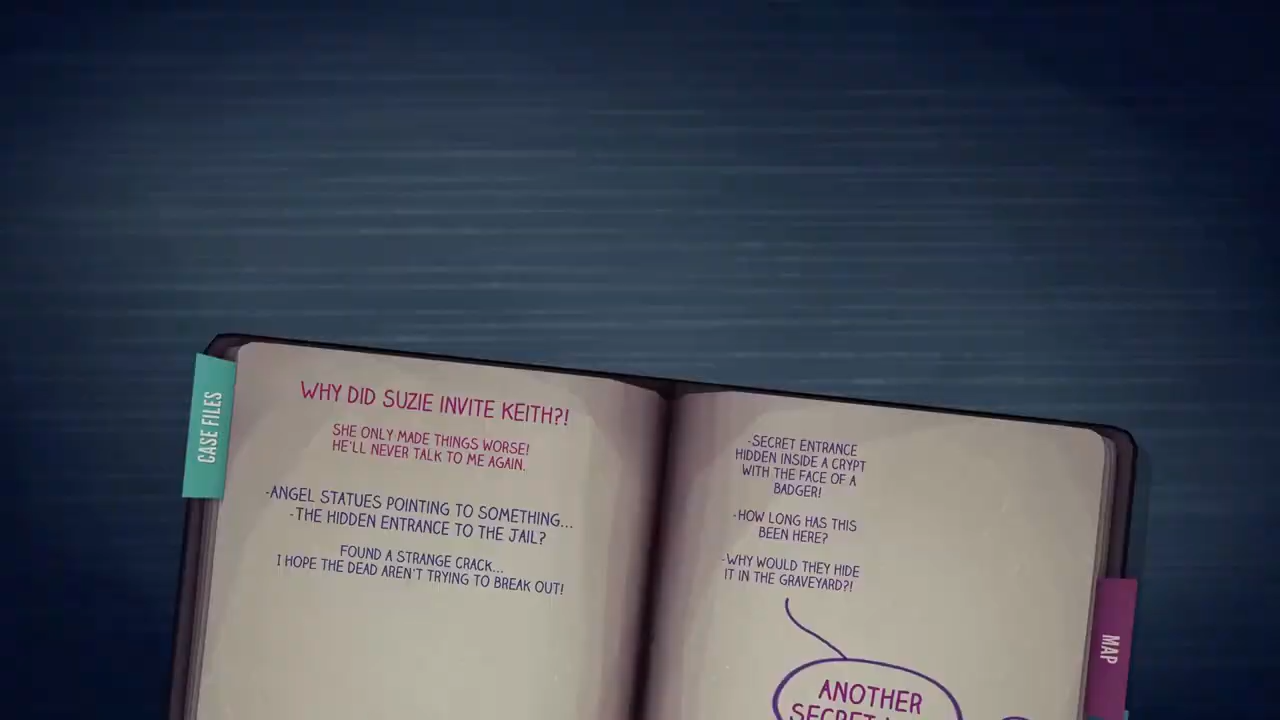 CASE FILES
WHY DID SUZIE INVITE KEITH?!
SHE ONLY MADE THINGS WORSE!
HE'LL NEVER TALK TO ME AGAIN.
-ANGEL STATUES POINTING TO SOMETHING...
-THE HIDDEN ENTRANCE TO THE JAIL?
FOUND A STRANGE CRACK...
I HOPE THE DEAD AREN'T TRYING TO BREAK OUT!
-SECRET ENTRANCE
HIDDEN INSIDE A CRYPT
WITH THE FACE OF A
BADGER!
-HOW LONG HAS THIS
BEEN HERE?
-WHY WOULD THEY HIDE
IT IN THE GRAVEYARD?!
ANOTHER
SECRET
MAP